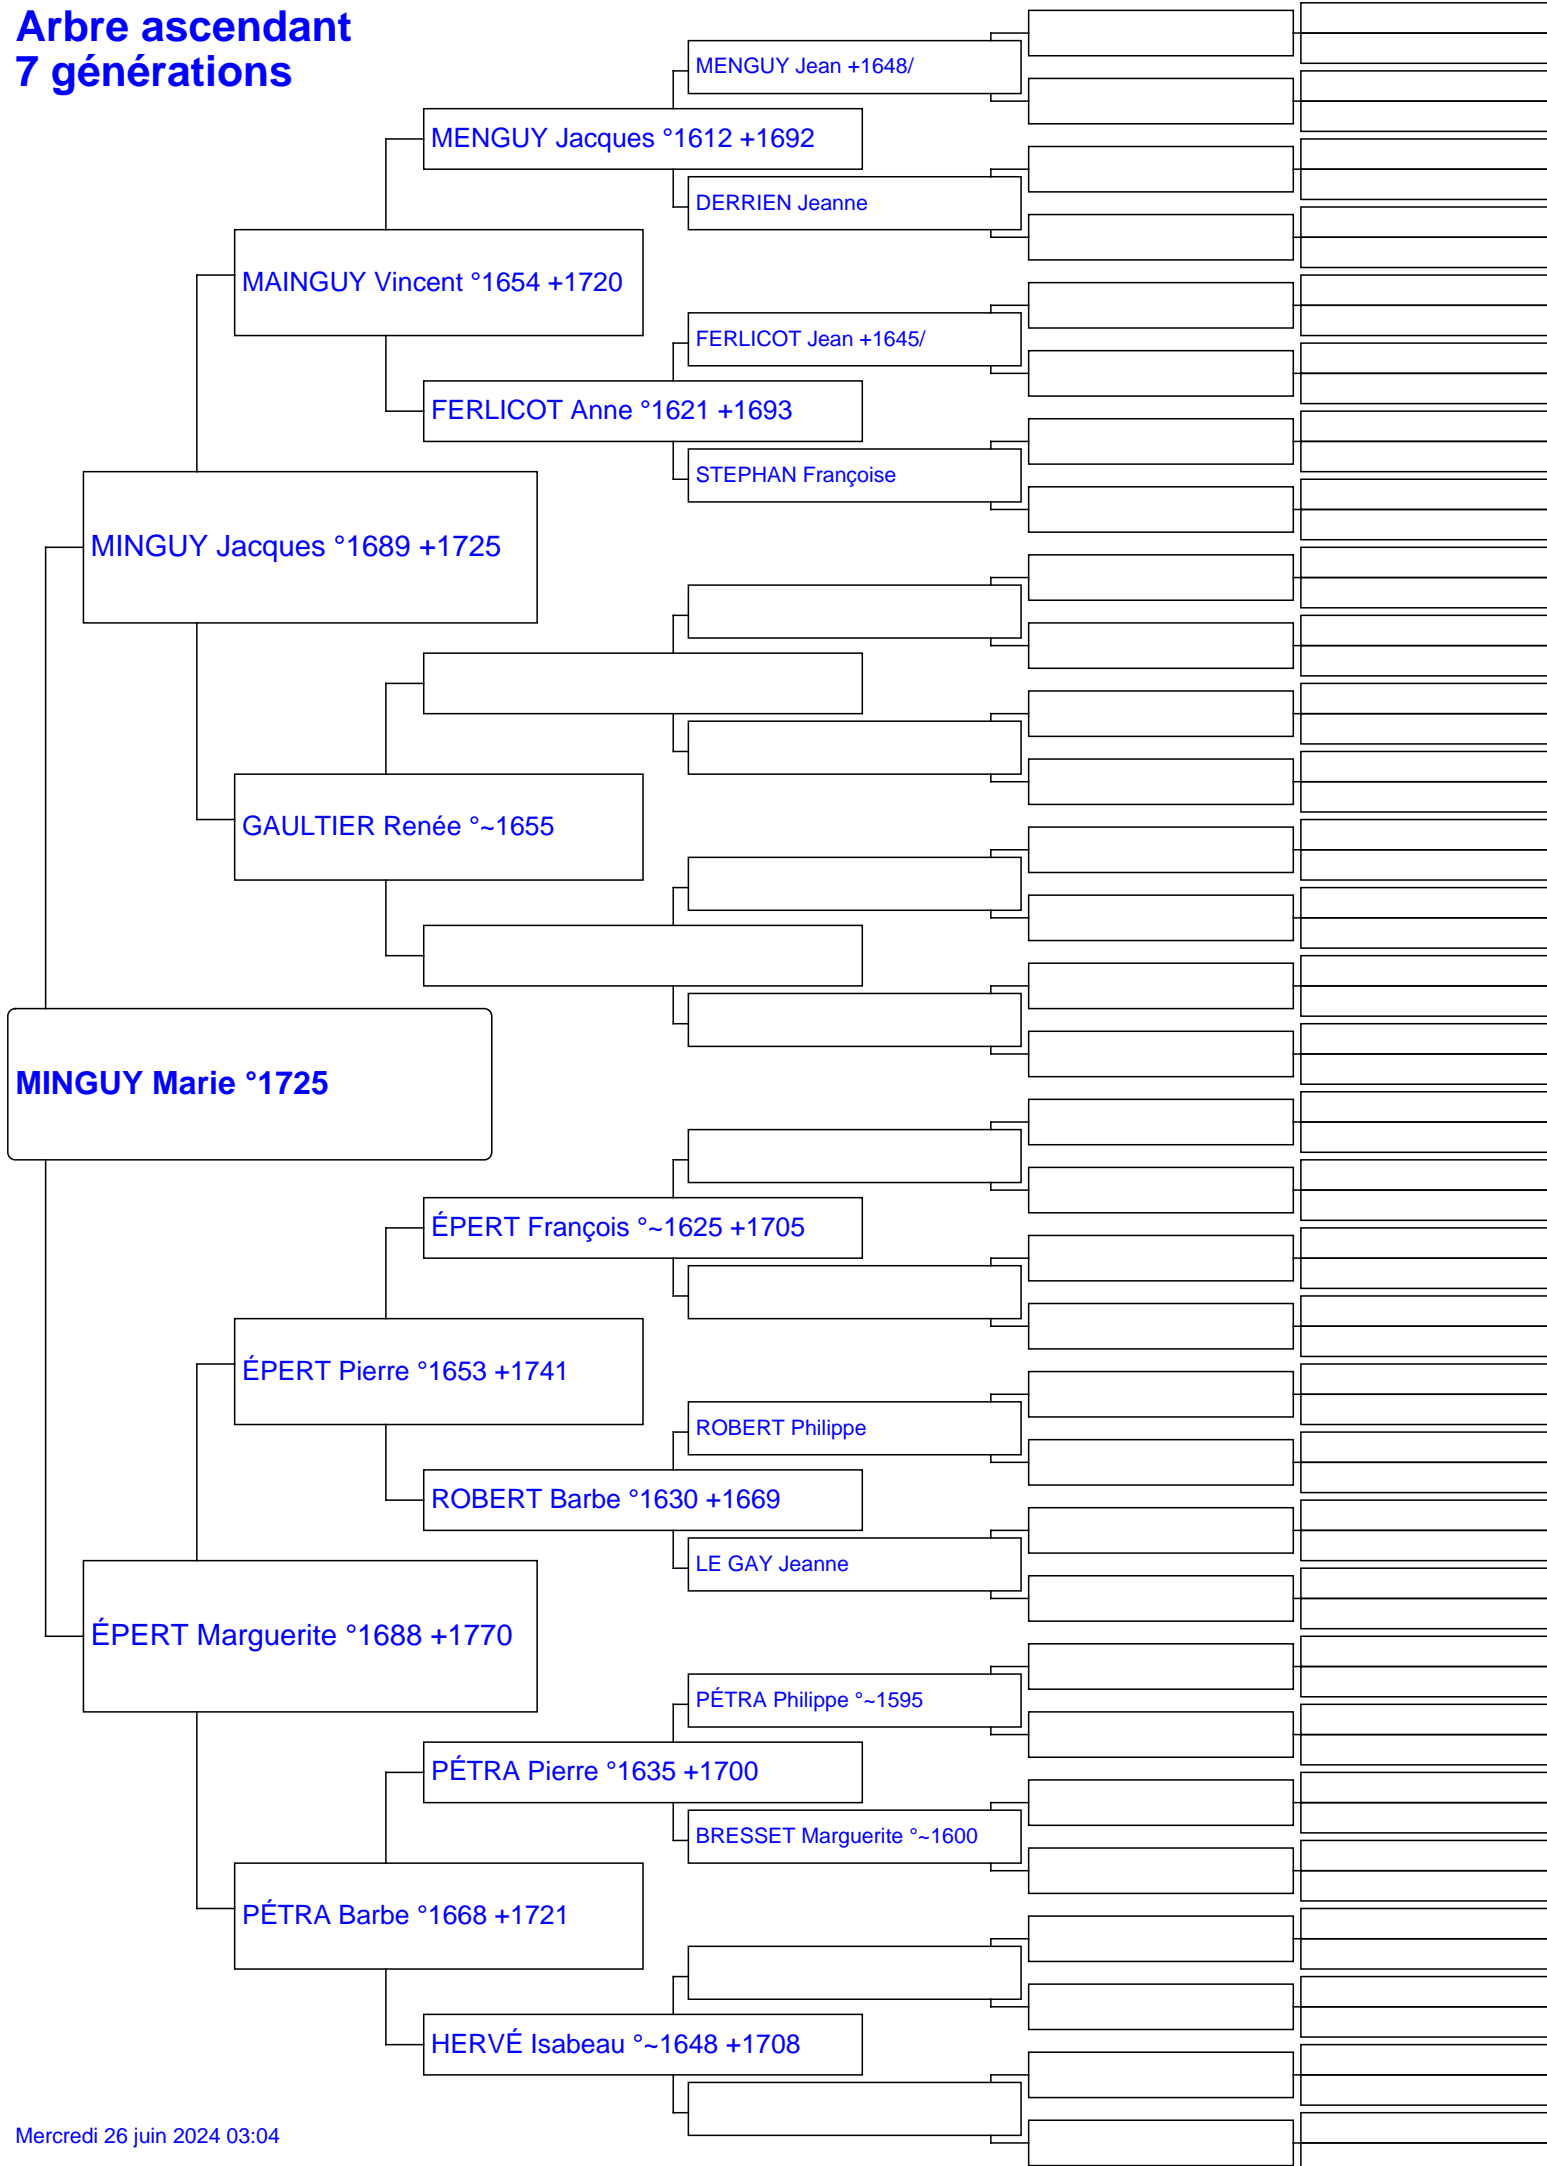 Arbre ascendant
7 générations
MENGUY Jean +1648/
MENGUY Jacques °1612 +1692
DERRIEN Jeanne
MAINGUY Vincent °1654 +1720
FERLICOT Jean +1645/
FERLICOT Anne °1621 +1693
STEPHAN Françoise
MINGUY Jacques °1689 +1725
GAULTIER Renée °~1655
MINGUY Marie °1725
ÉPERT François °~1625 +1705
ÉPERT Pierre °1653 +1741
ROBERT Philippe
ROBERT Barbe °1630 +1669
LE GAY Jeanne
ÉPERT Marguerite °1688 +1770
PÉTRA Philippe °~1595
PÉTRA Pierre °1635 +1700
BRESSET Marguerite °~1600
PÉTRA Barbe °1668 +1721
HERVÉ Isabeau °~1648 +1708
Mercredi 26 juin 2024 03:04